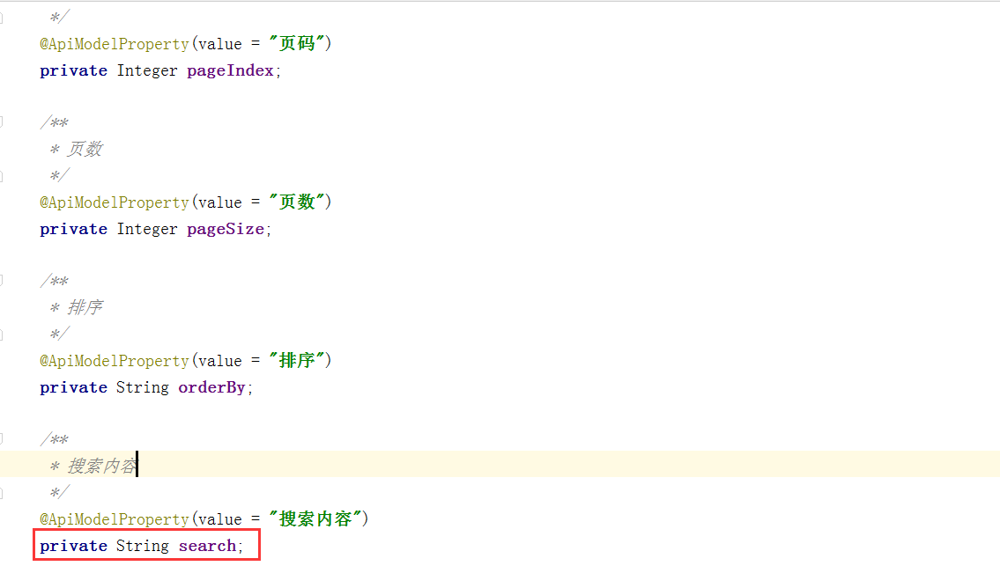 */
@ApiModelProperty(value = "页码")
private Integer pageIndex;
/**
* 页数
*/
@ApiModelProperty(value = "页数")
private Integer pageSize;
/**
* 排序
*/
@ApiModelProperty(value = "排序")
private String orderBy;
/**
* 搜索内容
*/
@ApiModelProperty(value = "搜索内容")
private String search;